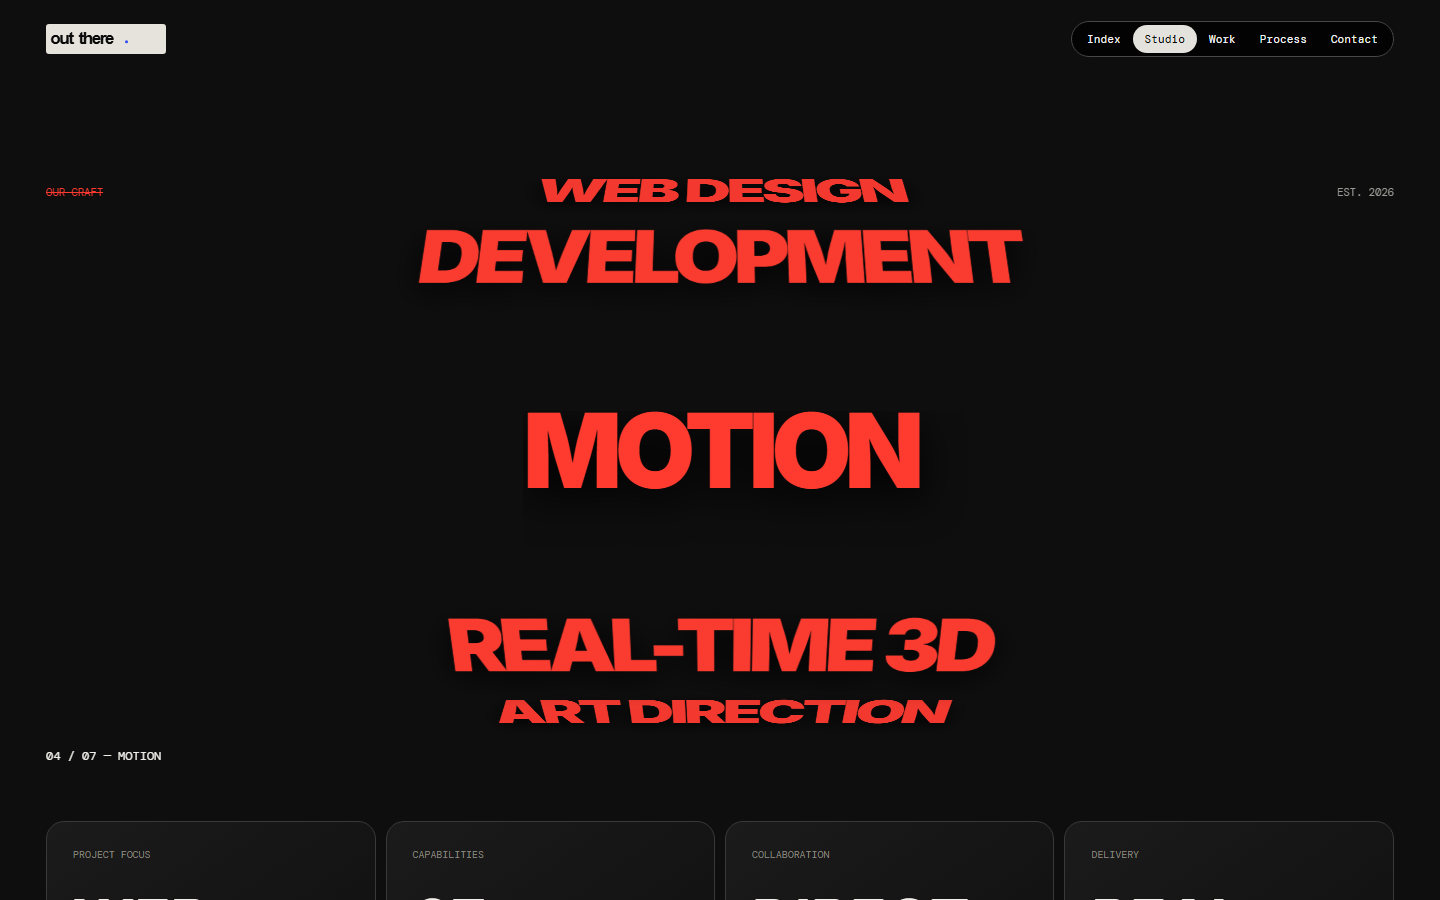 out there .
Index Studio Work Process Contact
OUR CRAFT
EST. 2026
WEB DESIGN
DEVELOPMENT
MOTION
REAL-TIME 3D
ART DIRECTION
04 / 07 — MOTION
PROJECT FOCUS
CAPABILITIES
COLLABORATION
DELIVERY